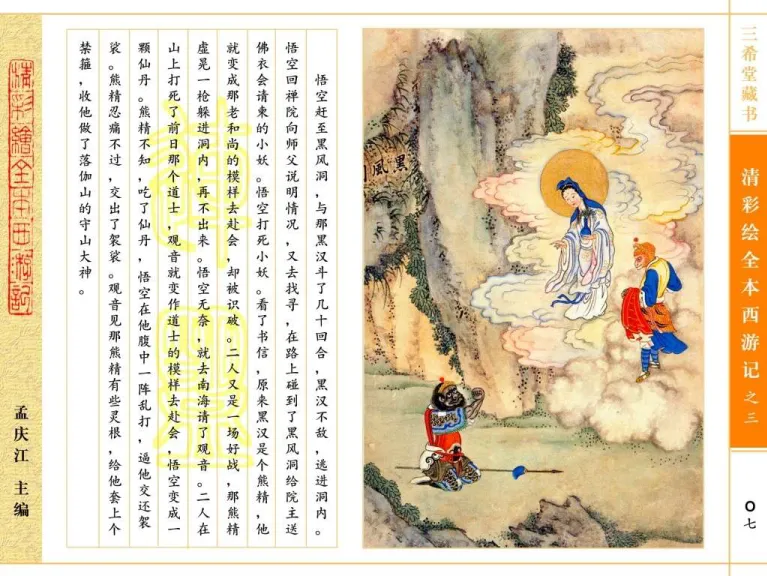 三希堂藏书
清彩绘全本西游记之三
〇七
黑风
悟空赶至黑风洞,与那黑汉斗了几十回合,黑汉不敌,逃进洞内。
悟空回禅院向师父说明情况,又去找寻,在路上碰到了黑风洞给院主送
佛衣会请柬的小妖。悟空打死小妖。看了书信,原来黑汉是个熊精,他
就变成那老和尚的模样去赴会,却被识破。二人又是一场好战,那熊精
虚晃一枪躲进洞内,再不出来。悟空无奈,就去南海请了观音。二人在
山上打死了前日那个道士,观音就变作道士的模样去赴会,悟空变成一
颗仙丹。熊精不知,吃了仙丹,悟空在他腹中一阵乱打,逼他交还袈
裟。熊精忍痛不过,交出了袈裟。观音见那熊精有些灵根,给他套上个
禁箍,收他做了落伽山的守山大神。
清彩绘全本西游记
孟庆江 主编